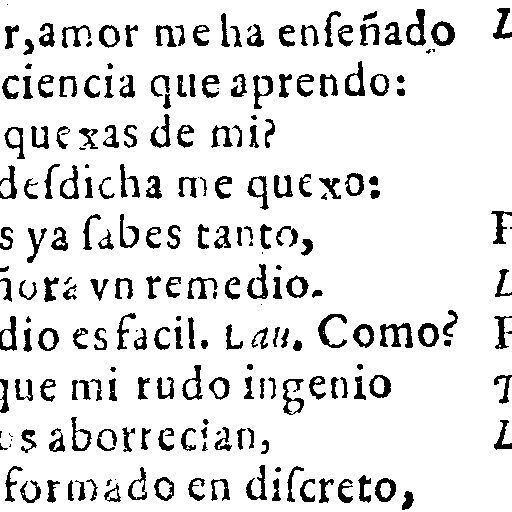 r,amor me ha enſeñado
ciencia que aprendo:
quexas de mi?
deſdicha me quexo:
s ya ſabes tanto,
ñora vn remedio.
dio es facil. Lau. Como?
que mi rudo ingenio
os aborrecian,
formado en diſcreto,